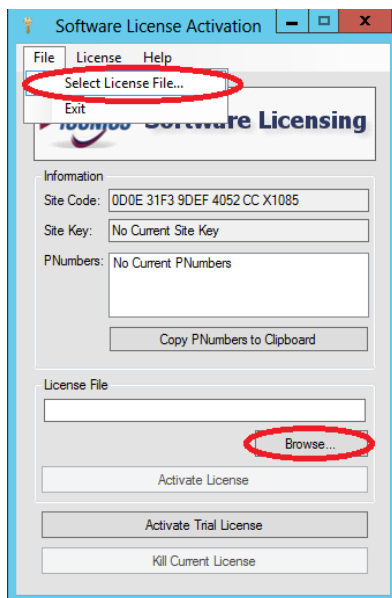 Software License Activation
File License Help
Select License File...
Exit
Software Licensing
Information
Site Code: 0D0E 31F3 9DEF 4052 CC X1085
Site Key: No Current Site Key
PNumbers: No Current PNumbers
Copy PNumbers to Clipboard
License File
Browse...
Activate License
Activate Trial License
Kill Current License